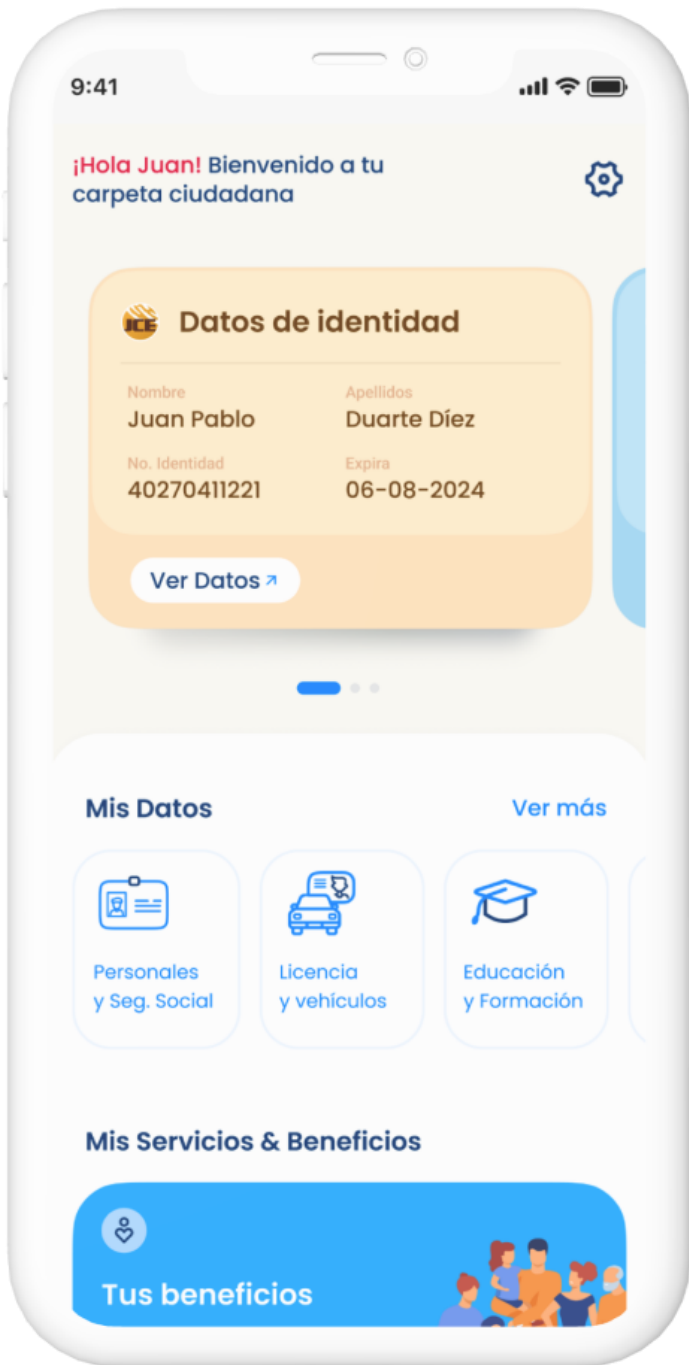 9:41
¡Hola Juan! Bienvenido a tu
carpeta ciudadana
JCE
Datos de identidad
Nombre
Apellidos
Juan Pablo
Duarte Díez
No. Identidad
Expira
40270411221
06-08-2024
Ver Datos
Mis Datos
Ver más
Personales
y Seg. Social
Licencia
y vehículos
Educación
y Formación
Mis Servicios & Beneficios
Tus beneficios